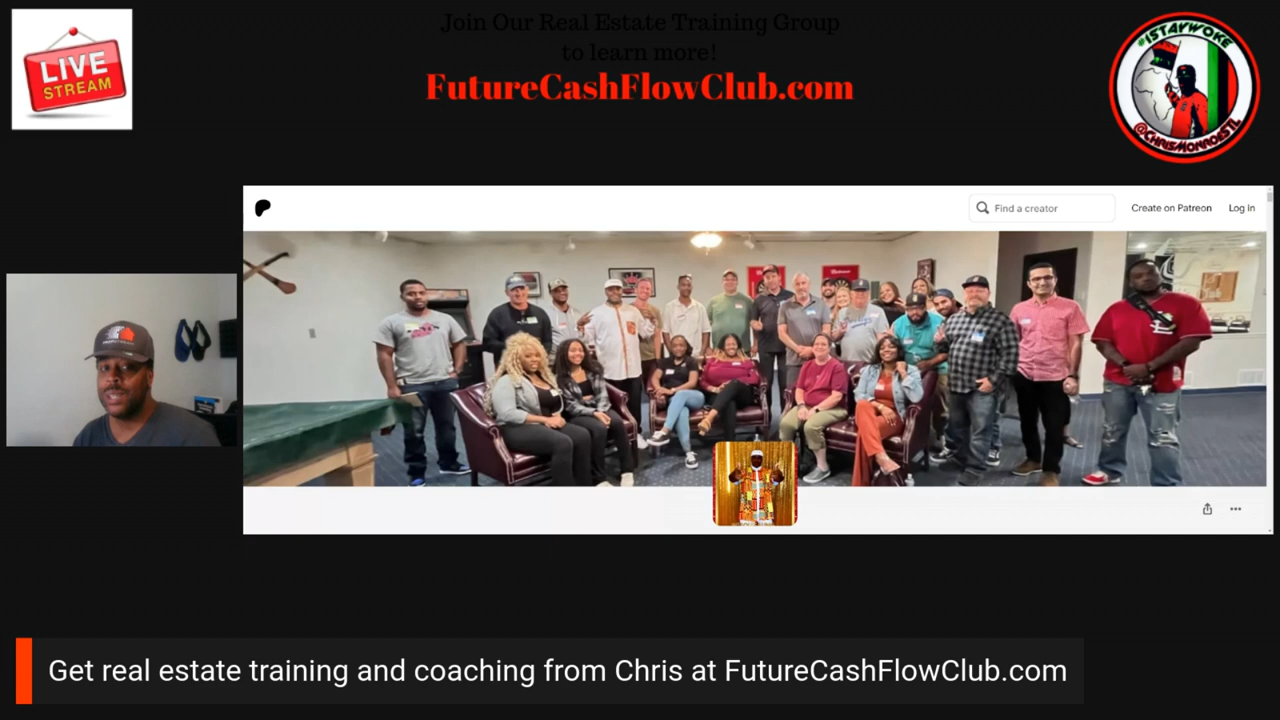 Join Our Real Estate Training Group
to learn more!
FutureCashFlowClub.com
LIVE
STREAM
#ISTAYWOKE
@CHRISMONROESTL
Find a creator
Create on Patreon
Log In
Get real estate training and coaching from Chris at FutureCashFlowClub.com